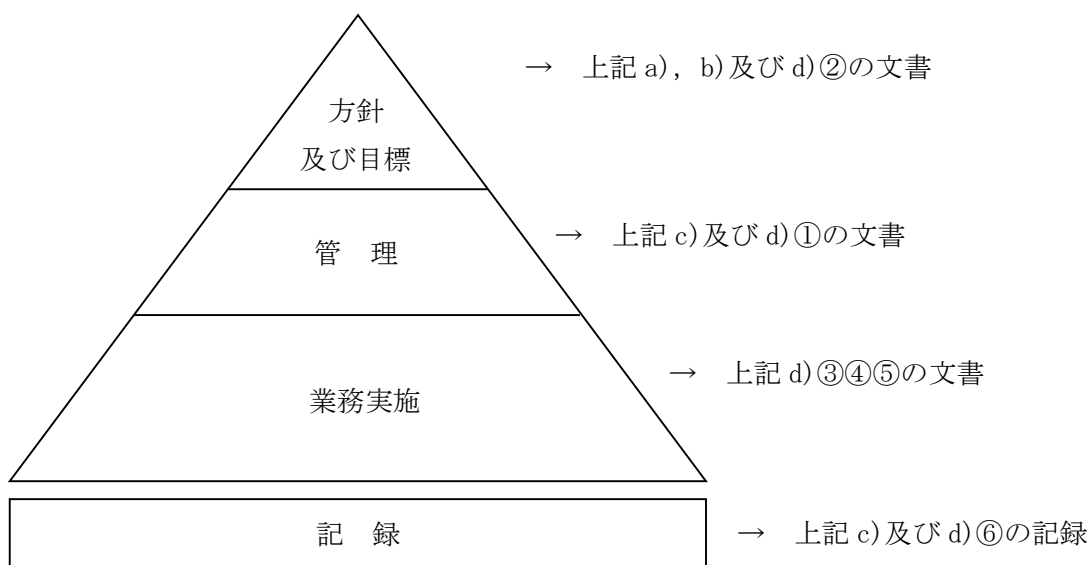 → 上記 a), b)及び d)②の文書
方針
及び目標
→ 上記 c)及び d)①の文書
管 理
→ 上記 d)③④⑤の文書
業務実施
記 録
→ 上記 c)及び d)⑥の記録